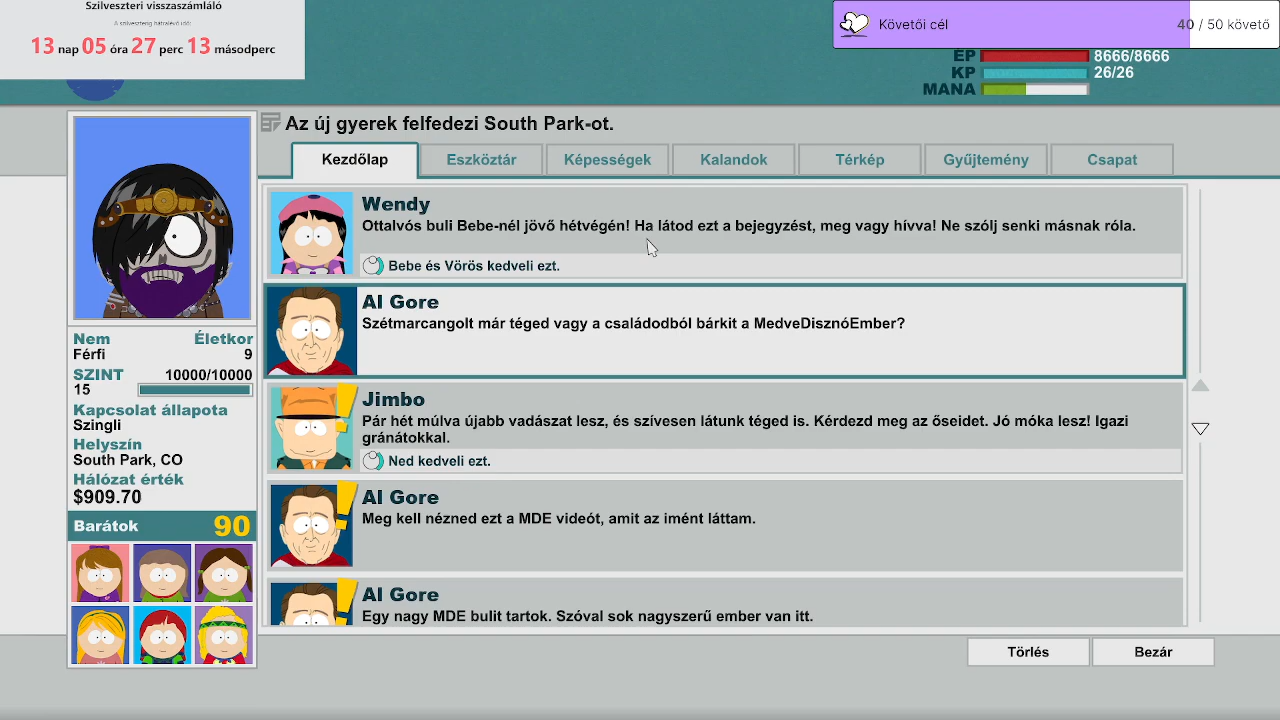 Szilveszteri visszaszámláló
A szilveszterig hátralévő idő:
13 nap 05 óra 27 perc 13 másodperc
Követői cél
40 / 50 követő
ÉP 8666/8666
KP 26/26
MANA
Az új gyerek felfedezi South Park-ot.
Kezdőlap Eszköztár Képességek Kalandok Térkép Gyűjtemény Csapat
Wendy
Ottalvós buli Bebe-nél jövő hétvégén! Ha látod ezt a bejegyzést, meg vagy hívva! Ne szólj senki másnak róla.
Bebe és Vörös kedveli ezt.
Al Gore
Szétmarcangolt már téged vagy a családodból bárkit a MedveDisznóEmber?
Jimbo
Pár hét múlva újabb vadászat lesz, és szívesen látunk téged is. Kérdezd meg az őseidet. Jó móka lesz! Igazi
gránátokkal.
Ned kedveli ezt.
Al Gore
Meg kell nézned ezt a MDE videót, amit az imént láttam.
Al Gore
Egy nagy MDE bulit tartok. Szóval sok nagyszerű ember van itt.
Nem Életkor
Férfi 9
SZINT 10000/10000
15
Kapcsolat állapota
Szingli
Helyszín
South Park, CO
Hálózat érték
$909.70
Barátok 90
Törlés Bezár